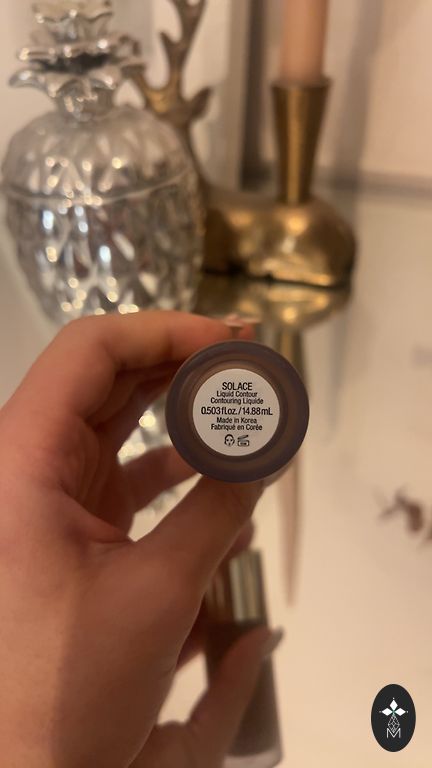 SOLACE
Liquid Contour
Contouring Liquide
0.503 fl.oz./14.88 mL
Made in Korea
Fabriqué en Corée
M